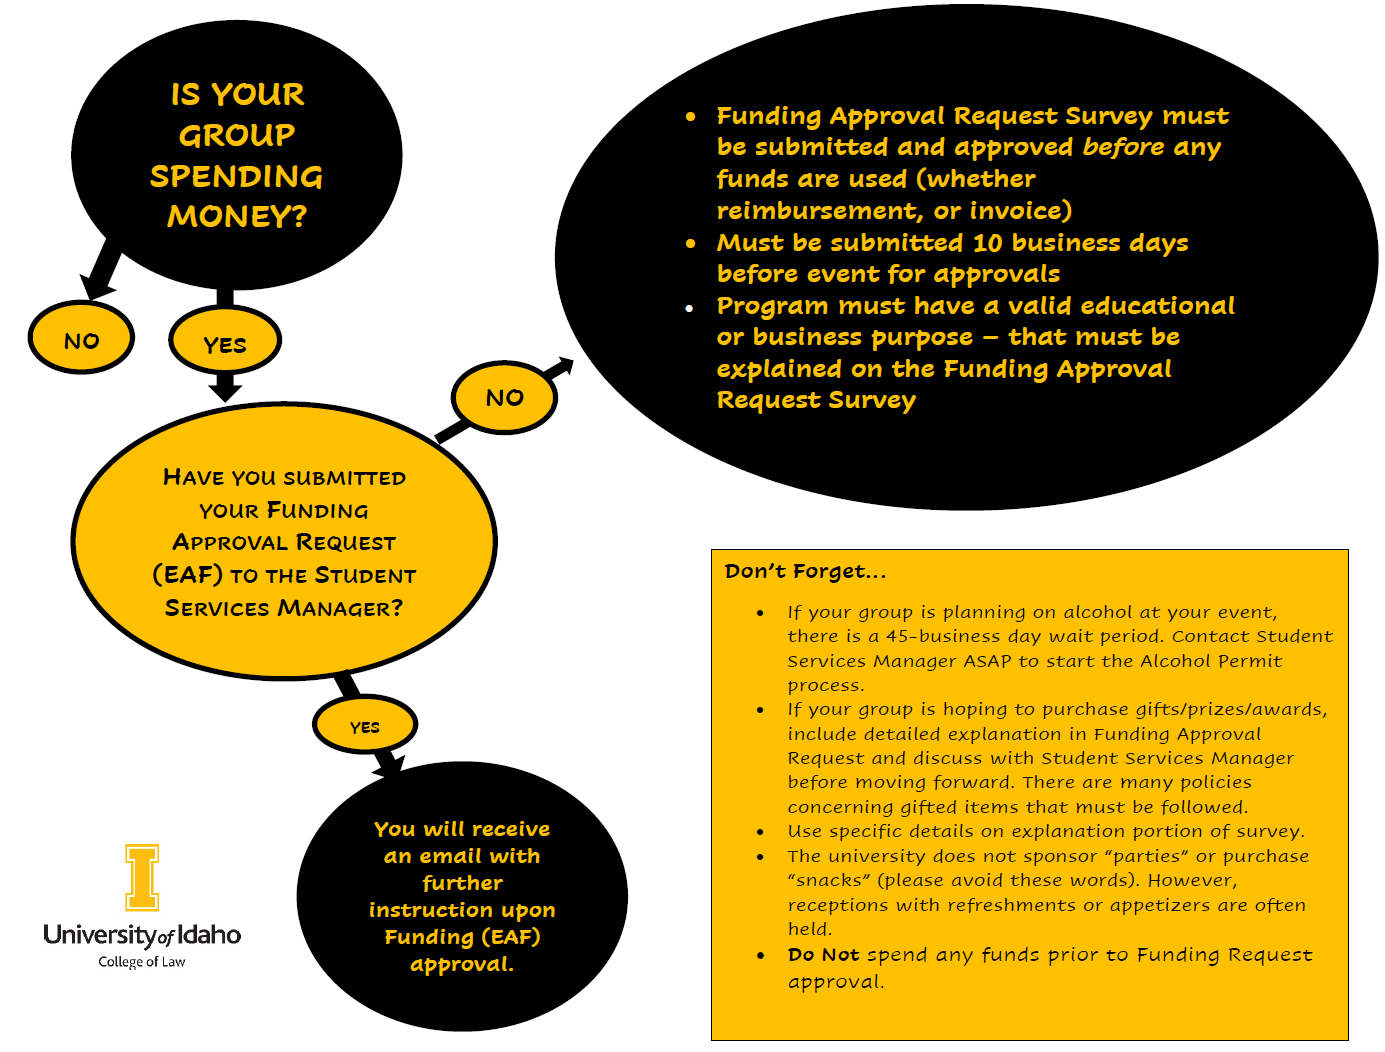 IS YOUR
GROUP
SPENDING
MONEY?
NO
YES
HAVE YOU SUBMITTED
YOUR FUNDING
APPROVAL REQUEST
(EAF) TO THE STUDENT
SERVICES MANAGER?
NO
• Funding Approval Request Survey must
be submitted and approved before any
funds are used (whether
reimbursement, or invoice)
• Must be submitted 10 business days
before event for approvals
• Program must have a valid educational
or business purpose – that must be
explained on the Funding Approval
Request Survey
YES
You will receive
an email with
further
instruction upon
Funding (EAF)
approval.
Don't Forget...
• If your group is planning on alcohol at your event,
there is a 45-business day wait period. Contact Student
Services Manager ASAP to start the Alcohol Permit
process.
• If your group is hoping to purchase gifts/prizes/awards,
include detailed explanation in Funding Approval
Request and discuss with Student Services Manager
before moving forward. There are many policies
concerning gifted items that must be followed.
• Use specific details on explanation portion of survey.
• The university does not sponsor "parties" or purchase
"snacks" (please avoid these words). However,
receptions with refreshments or appetizers are often
held.
• Do Not spend any funds prior to Funding Request
approval.
I
University of Idaho
College of Law